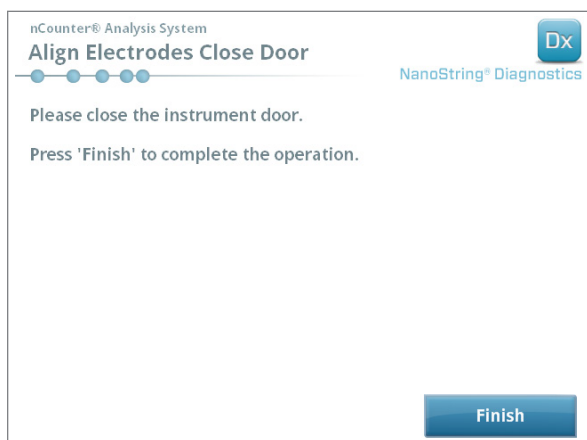 nCounter® Analysis System
Align Electrodes Close Door
Dx
NanoString® Diagnostics
Please close the instrument door.
Press 'Finish' to complete the operation.
Finish